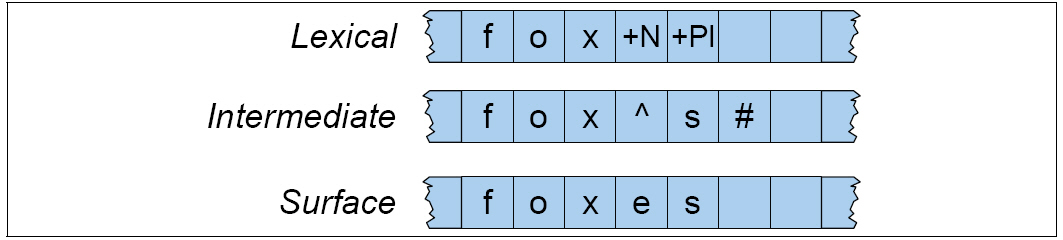 Lexical f o x +N +Pl
Intermediate f o x ^ s #
Surface f o x e s